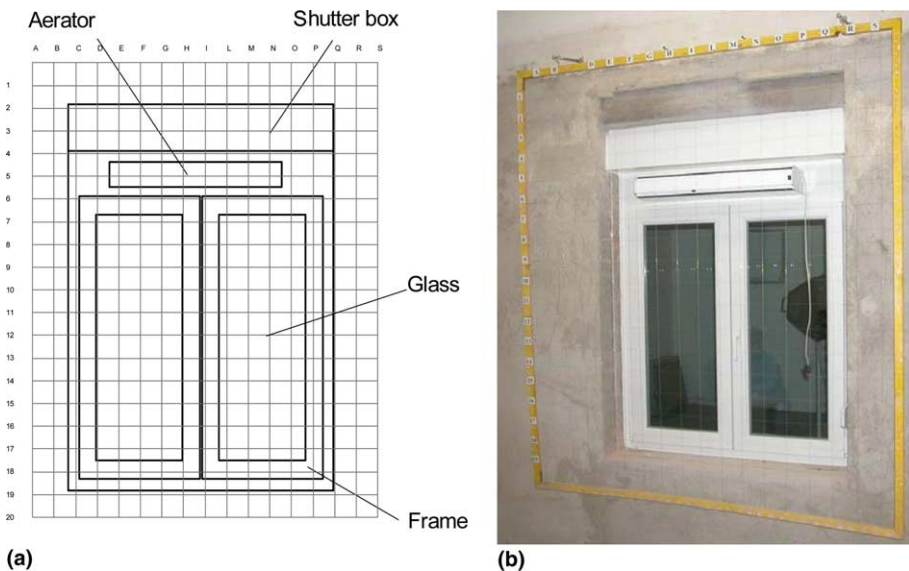 Aerator
Shutter box
A B C D E F G H I L M N O P Q R S
1
2
3
4
5
6
7
8
9
10
11
12
13
14
15
16
17
18
19
20
Glass
Frame
(a)
A D E F G H I L M N O P Q R S
(b)